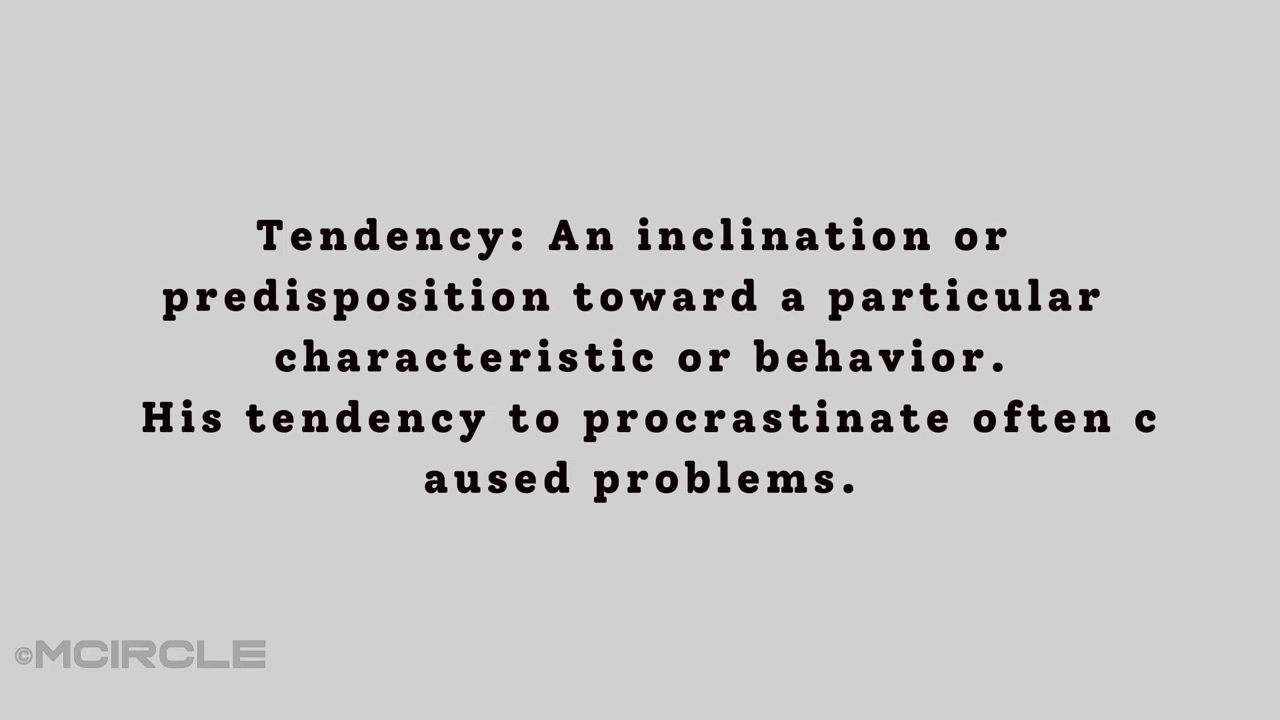 Tendency: An inclination or
predisposition toward a particular
characteristic or behavior.
His tendency to procrastinate often c
aused problems.
©MCIRCLE